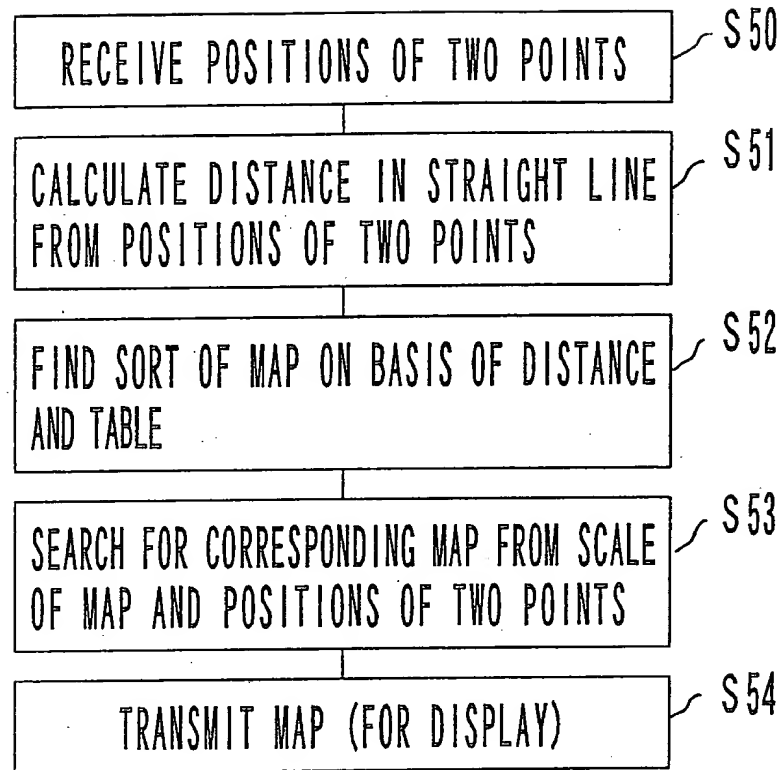 RECEIVE POSITIONS OF TWO POINTS
S50
CALCULATE DISTANCE IN STRAIGHT LINE
FROM POSITIONS OF TWO POINTS
S51
FIND SORT OF MAP ON BASIS OF DISTANCE
AND TABLE
S52
SEARCH FOR CORRESPONDING MAP FROM SCALE
OF MAP AND POSITIONS OF TWO POINTS
S53
TRANSMIT MAP (FOR DISPLAY)
S54